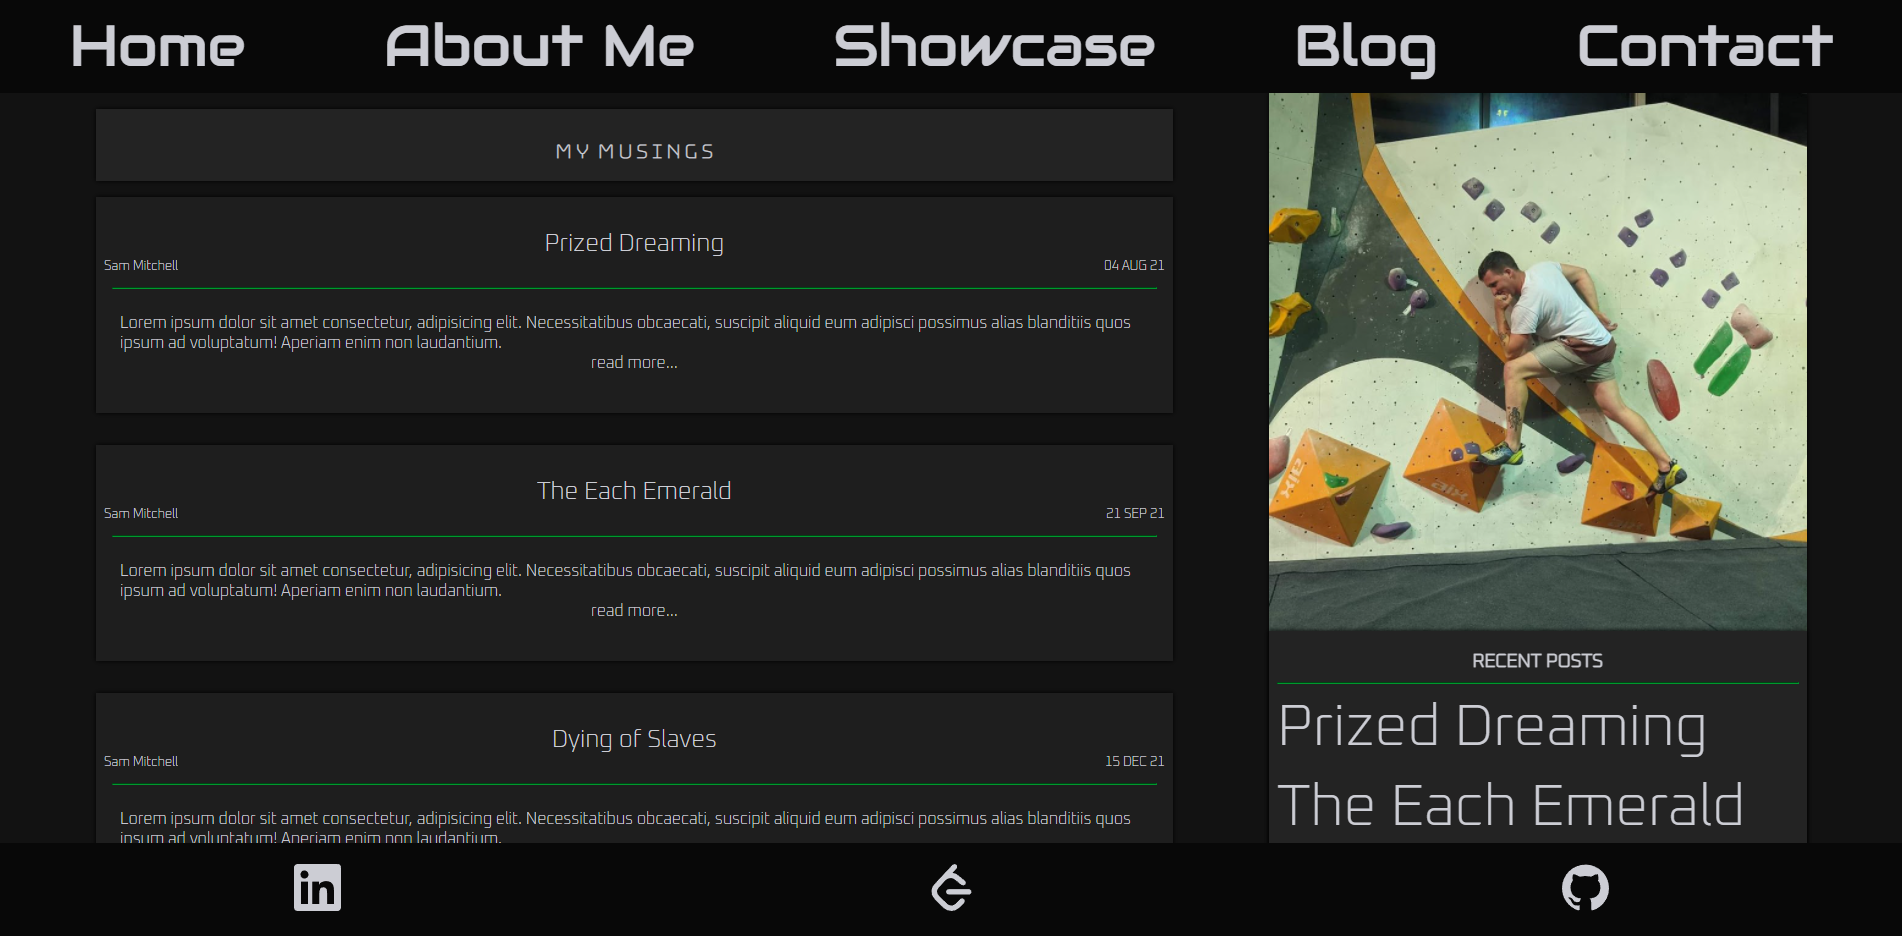 Home About Me Showcase Blog Contact
MY MUSINGS
Prized Dreaming
Sam Mitchell 04 AUG 21
Lorem ipsum dolor sit amet consectetur, adipisicing elit. Necessitatibus obcaecati, suscipit aliquid eum adipisci possimus alias blanditiis quos
ipsum ad voluptatum! Aperiam enim non laudantium.
read more...
The Each Emerald
Sam Mitchell 21 SEP 21
Lorem ipsum dolor sit amet consectetur, adipisicing elit. Necessitatibus obcaecati, suscipit aliquid eum adipisci possimus alias blanditiis quos
ipsum ad voluptatum! Aperiam enim non laudantium.
read more...
Dying of Slaves
Sam Mitchell 15 DEC 21
Lorem ipsum dolor sit amet consectetur, adipisicing elit. Necessitatibus obcaecati, suscipit aliquid eum adipisci possimus alias blanditiis quos
ipsum ad voluptatum! Aperiam enim non laudantium.
aix
aix
RECENT POSTS
Prized Dreaming
The Each Emerald
in